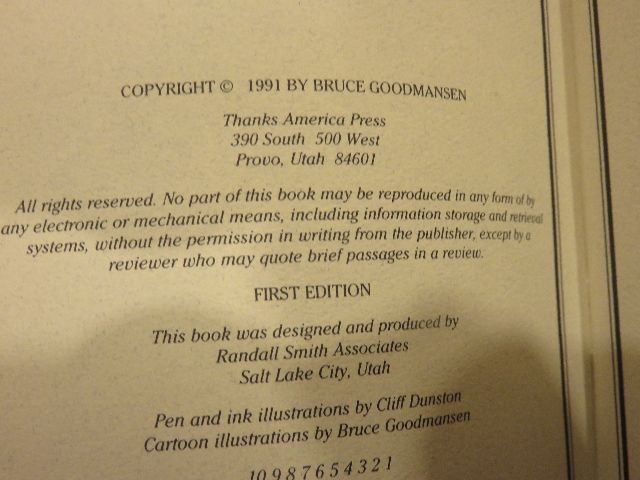 COPYRIGHT © 1991 BY BRUCE GOODMANSEN
Thanks America Press
390 South 500 West
Provo, Utah 84601
All rights reserved. No part of this book may be reproduced in any form of by
any electronic or mechanical means, including information storage and retrieval
systems, without the permission in writing from the publisher, except by a
reviewer who may quote brief passages in a review.
FIRST EDITION
This book was designed and produced by
Randall Smith Associates
Salt Lake City, Utah
Pen and ink illustrations by Cliff Dunston
Cartoon illustrations by Bruce Goodmansen
10 9 8 7 6 5 4 3 2 1